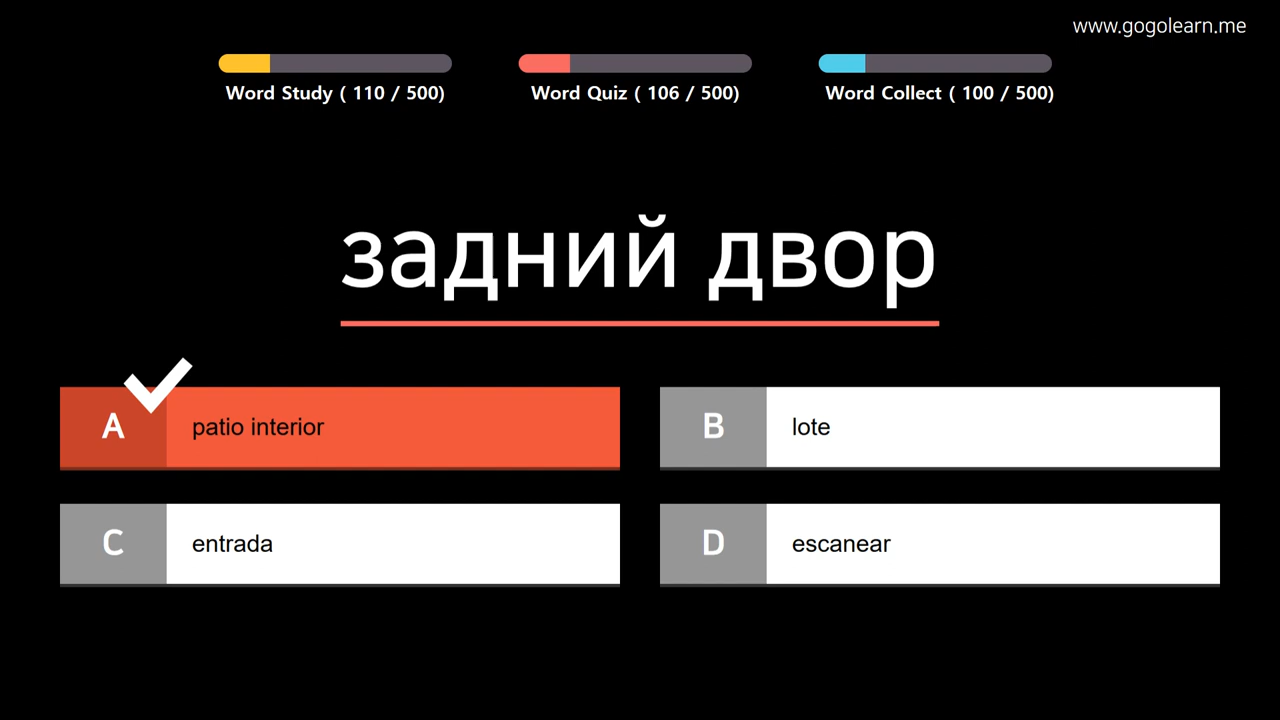 www.gogolearn.me
Word Study ( 110 / 500)
Word Quiz ( 106 / 500)
Word Collect ( 100 / 500)
задний двор
A patio interior
B lote
C entrada
D escanear